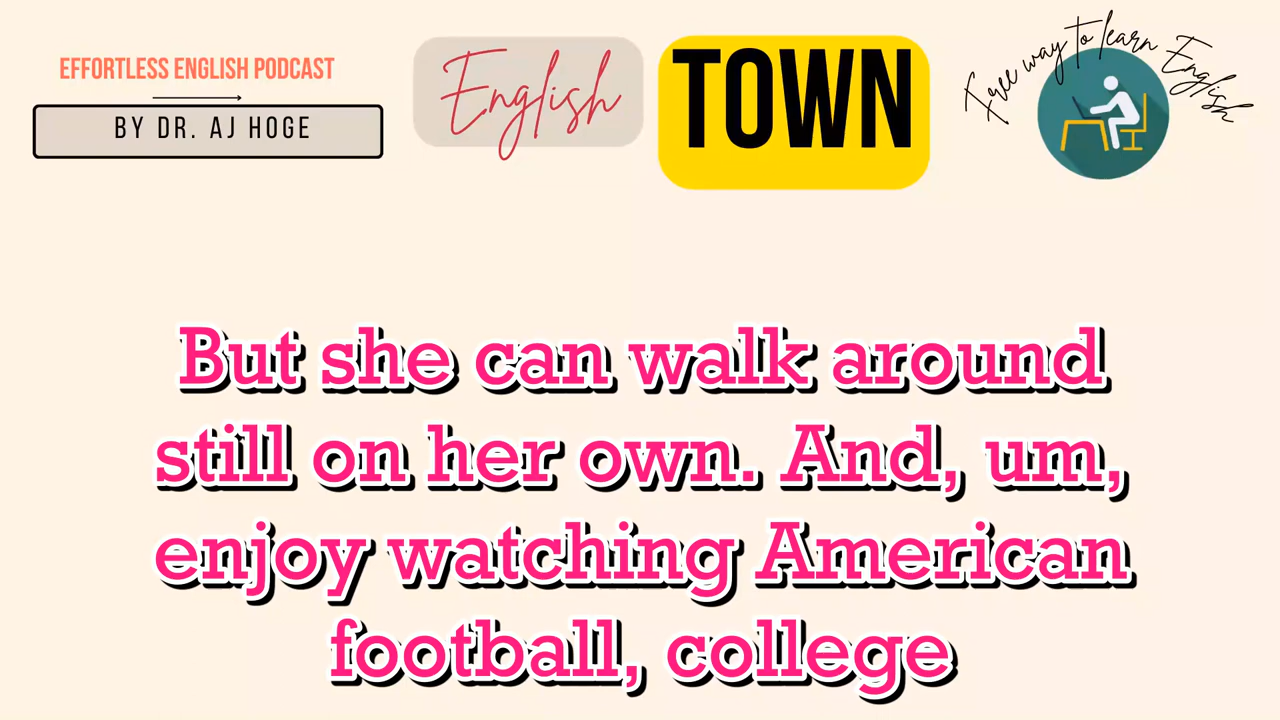 EFFORTLESS ENGLISH PODCAST
BY DR. AJ HOGE
English
TOWN
Free way to learn English
But she can walk around
still on her own. And, um,
enjoy watching American
football, college